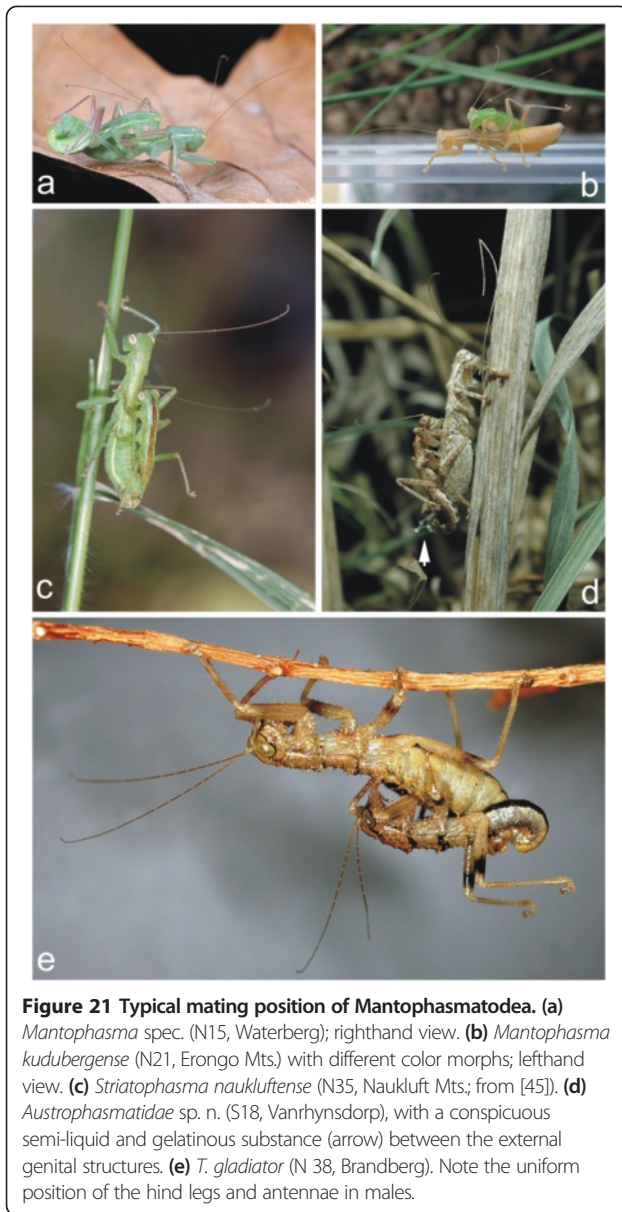 a
b
c
d
e
Figure 21 Typical mating position of Mantophasmatodea. (a)
Mantophasma spec. (N15, Waterberg); righthand view. (b) Mantophasma
kudubergense (N21, Erongo Mts.) with different color morphs; lefthand
view. (c) Striatophasma naukluftense (N35, Naukluft Mts.; from [45]). (d)
Austrophasmatidae sp. n. (S18, Vanrhynsdorp), with a conspicuous
semi-liquid and gelatinous substance (arrow) between the external
genital structures. (e) T. gladiator (N 38, Brandberg). Note the uniform
position of the hind legs and antennae in males.